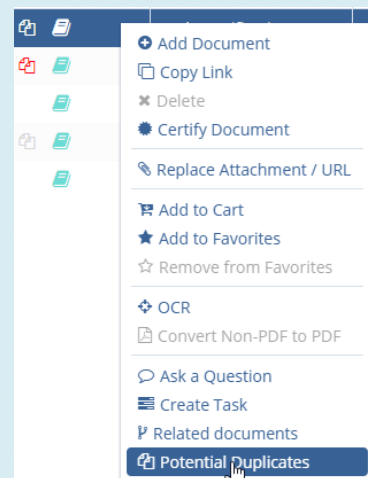 Add Document
Copy Link
Delete
Certify Document
Replace Attachment / URL
Add to Cart
Add to Favorites
Remove from Favorites
OCR
Convert Non-PDF to PDF
Ask a Question
Create Task
Related documents
Potential Duplicates